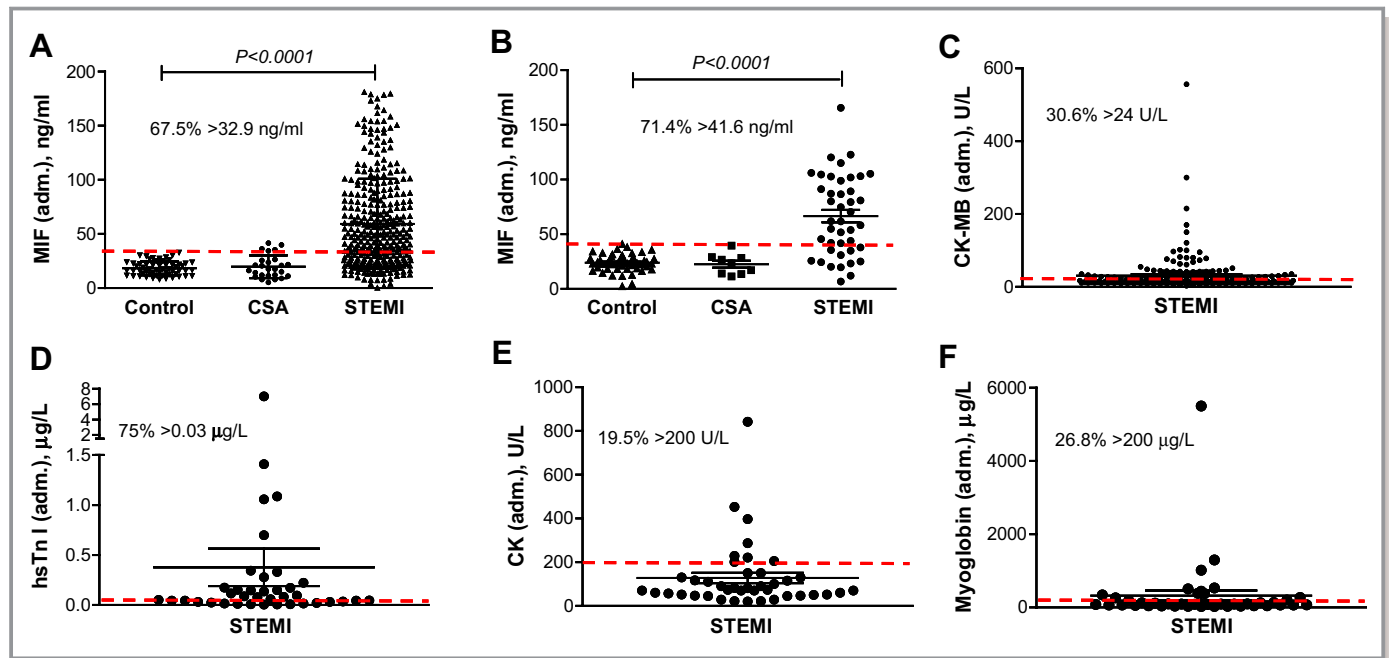 A
P<0.0001
MIF (adm.), ng/ml
200
150
100
50
0
67.5% >32.9 ng/ml
Control CSA STEMI
B
P<0.0001
MIF (adm.), ng/ml
200
150
100
50
0
71.4% >41.6 ng/ml
Control CSA STEMI
C
CK-MB (adm.), U/L
600
400
200
0
30.6% >24 U/L
STEMI
D
hsTn I (adm.), μg/L
8
6
4
2
1.5
1.0
0.5
0.0
75% >0.03 μg/L
STEMI
E
CK (adm.), U/L
1000
800
600
400
200
0
19.5% >200 U/L
STEMI
F
Myoglobin (adm.), μg/L
6000
4000
2000
0
26.8% >200 μg/L
STEMI